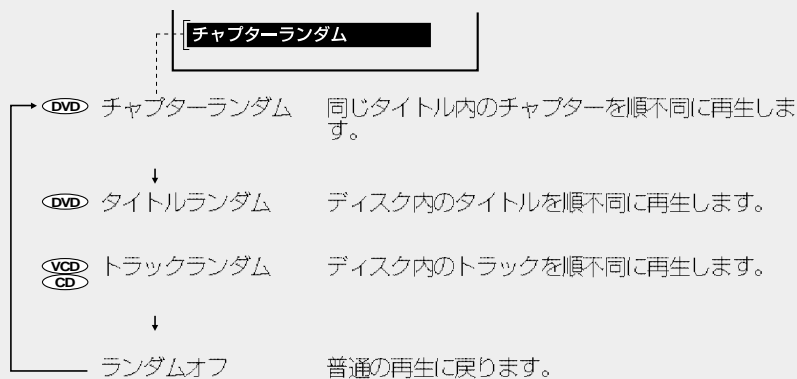 チャプターランダム
DVD チャプターランダム 同じタイトル内のチャプターを順不同に再生しま
す。
↓
DVD タイトルランダム ディスク内のタイトルを順不同に再生します。
VCD トラックランダム ディスク内のトラックを順不同に再生します。
CD
↓
ランダムオフ 普通の再生に戻ります。